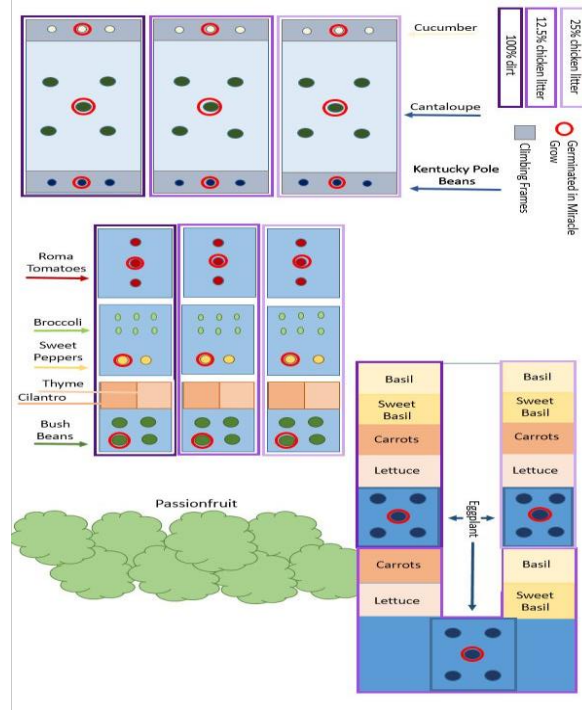 Cucumber
Cantaloupe
Kentucky Pole
Beans
25% chicken litter
12.5% chicken litter
100% dirt
Germinated in Miracle
Grow
Climbing Frames
Roma
Tomatoes
Broccoli
Sweet
Peppers
Thyme
Cilantro
Bush
Beans
Passionfruit
Basil
Sweet
Basil
Carrots
Lettuce
Basil
Sweet
Basil
Carrots
Lettuce
Eggplant
Carrots
Lettuce
Basil
Sweet
Basil